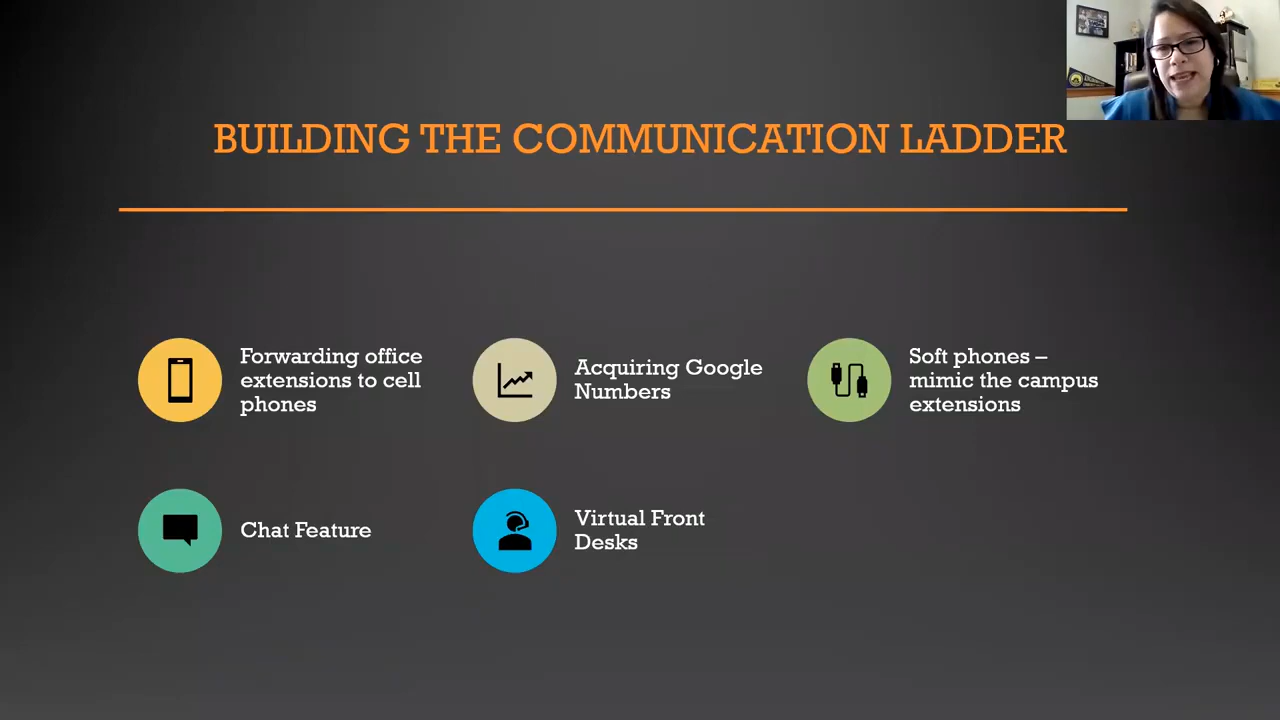 BUILDING THE COMMUNICATION LADDER
Forwarding office
extensions to cell
phones
Acquiring Google
Numbers
Soft phones –
mimic the campus
extensions
Chat Feature
Virtual Front
Desks